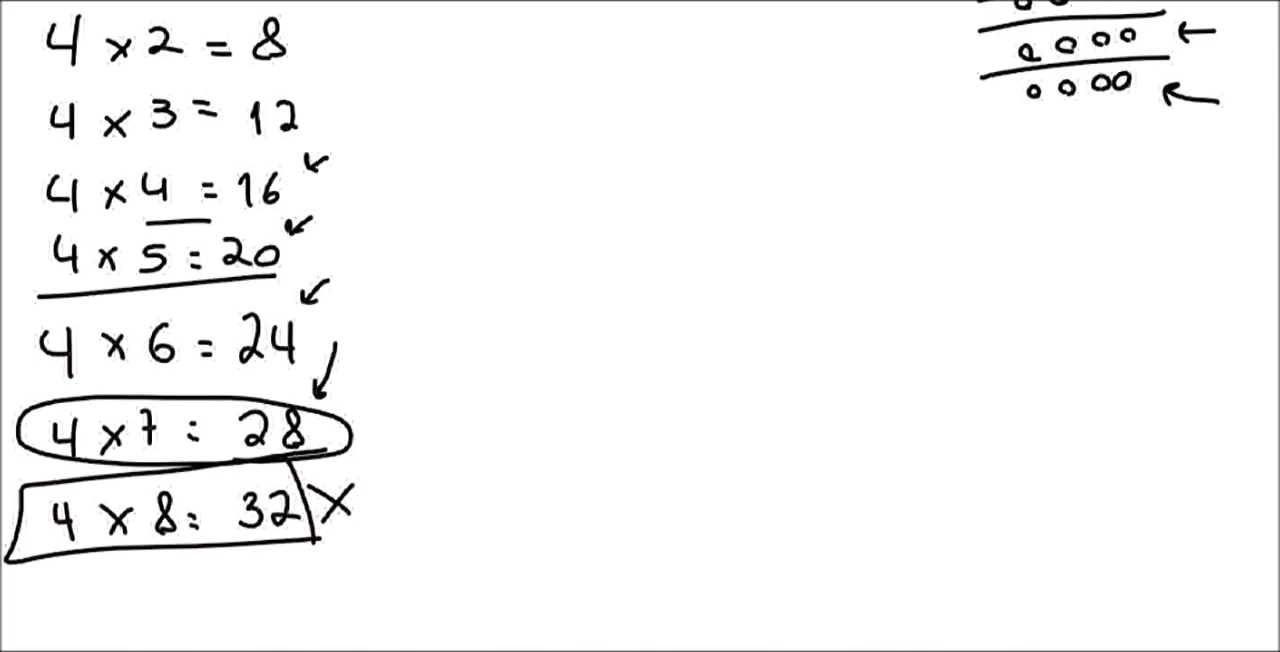 4 x 2 = 8
4 x 3 = 12
4 x 4 = 16
4 x 5 = 20
4 x 6 = 24
4 x 7 = 28
4 x 8 = 32 x